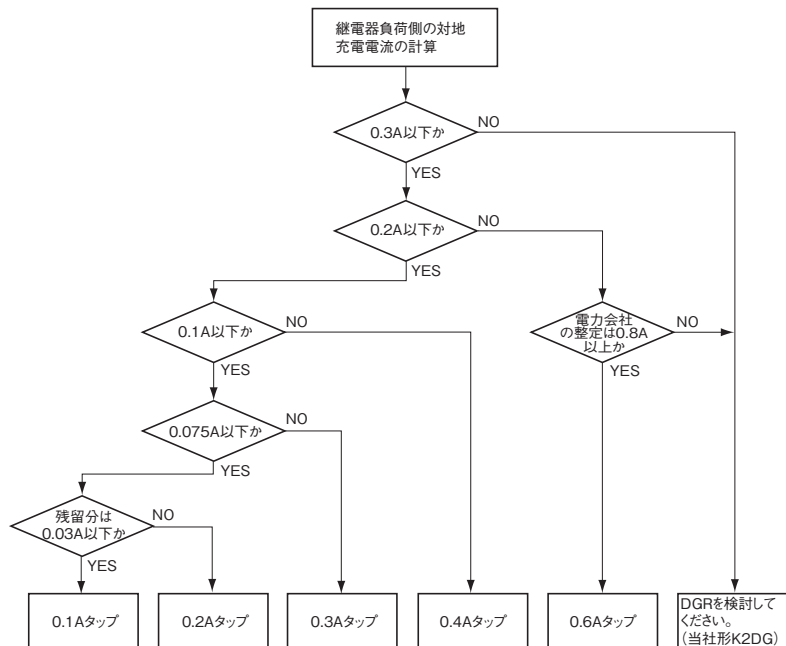 継電器負荷側の対地
充電電流の計算
0.3A以下か
NO
YES
0.2A以下か
NO
YES
0.1A以下か
NO
YES
電力会社
の整定は0.8A
以上か
NO
YES
0.075A以下か
NO
YES
残留分は
0.03A以下か
NO
YES
0.1Aタップ
0.2Aタップ
0.3Aタップ
0.4Aタップ
0.6Aタップ
DGRを検討して
ください。
(当社形K2DG)